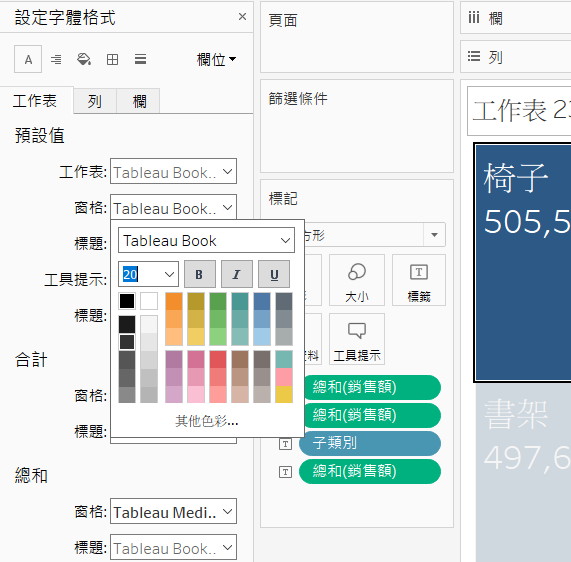 設定字體格式
×
A
欄位
工作表
列
欄
預設值
工作表:
Tableau Book..
窗格:
Tableau Book..
標題:
工具提示:
標題:
Tableau Book
20
B
I
U
其他色彩...
合計
窗格:
標題:
總和
窗格:
Tableau Medi..
標題:
Tableau Book..
頁面
篩選條件
標記
方形
大小
T
標籤
資料
工具提示
總和(銷售額)
總和(銷售額)
T
子類別
T
總和(銷售額)
欄
列
工作表 2
椅子
505,5
書架
497,6